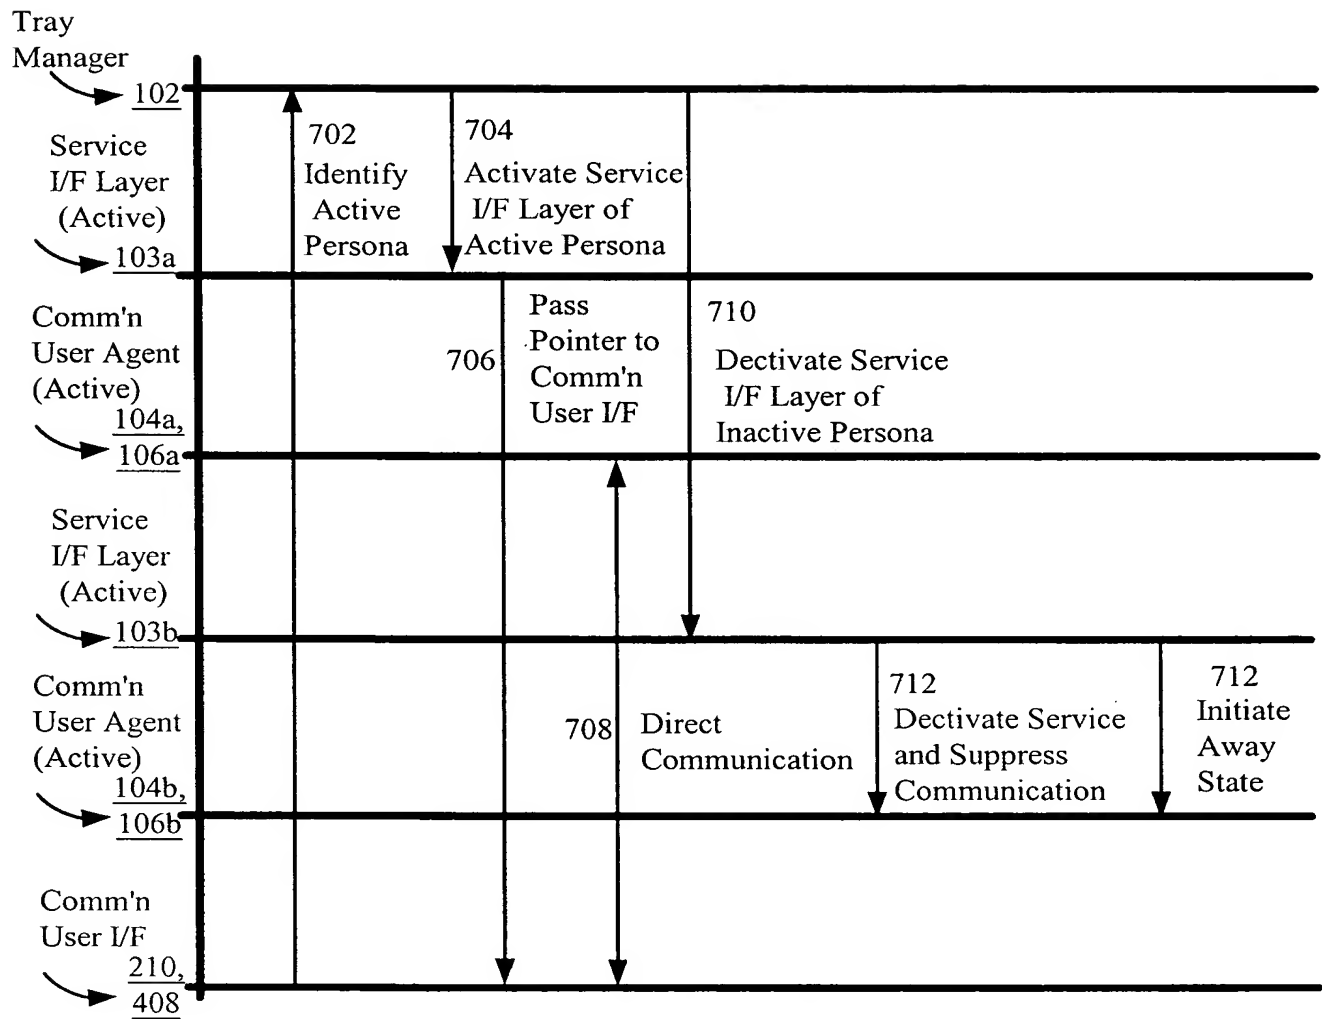 Tray
Manager
102
Service
I/F Layer
(Active)
103a
Comm'n
User Agent
(Active)
104a,
106a
Service
I/F Layer
(Active)
103b
Comm'n
User Agent
(Active)
104b,
106b
Comm'n
User I/F
210,
408
702
Identify
Active
Persona
704
Activate Service
I/F Layer of
Active Persona
706
Pass
Pointer to
Comm'n
User I/F
710
Dectivate Service
I/F Layer of
Inactive Persona
708
Direct
Communication
712
Dectivate Service
and Suppress
Communication
712
Initiate
Away
State